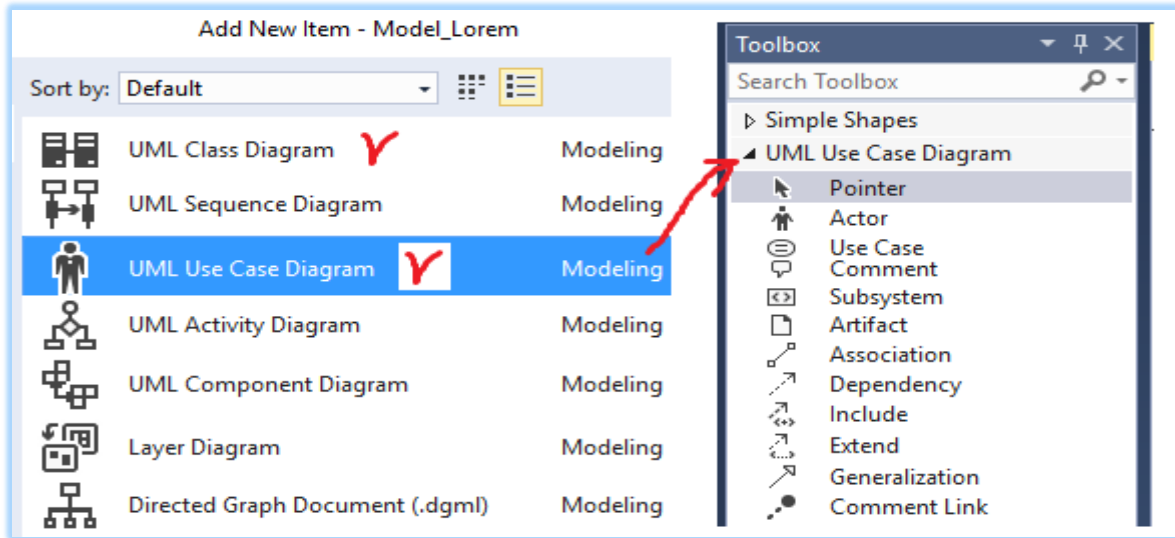 Add New Item - Model_Lorem
Sort by: Default
UML Class Diagram Modeling
UML Sequence Diagram Modeling
UML Use Case Diagram Modeling
UML Activity Diagram Modeling
UML Component Diagram Modeling
Layer Diagram Modeling
Directed Graph Document (.dgml) Modeling
Toolbox
Search Toolbox
Simple Shapes
UML Use Case Diagram
Pointer
Actor
Use Case
Comment
Subsystem
Artifact
Association
Dependency
Include
Extend
Generalization
Comment Link